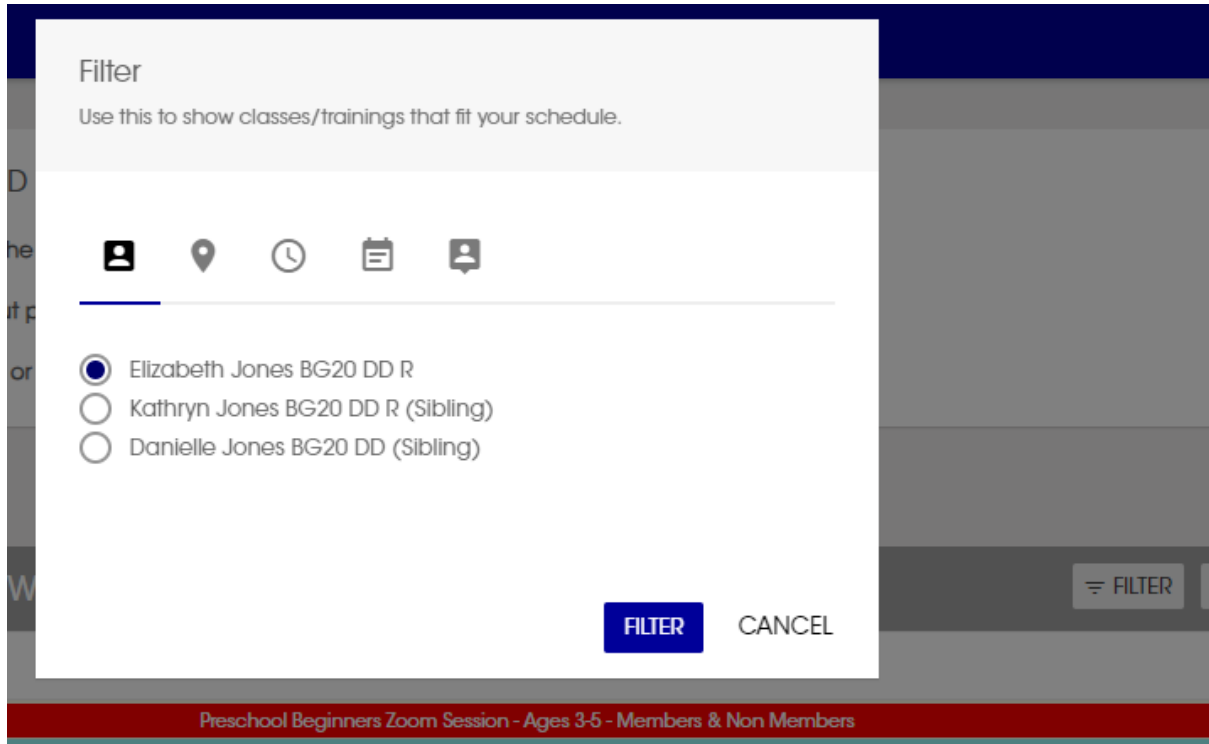 Filter
Use this to show classes/trainings that fit your schedule.
D
he
or
Elizabeth Jones BG20 DD R
Kathryn Jones BG20 DD R (Sibling)
Danielle Jones BG20 DD (Sibling)
W
FILTER
FILTER CANCEL
Preschool Beginners Zoom Session - Ages 3-5 - Members & Non Members